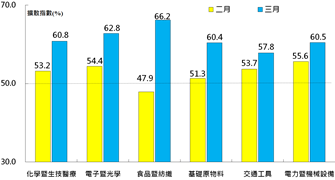 70.0
擴散指數(%)
二月
三月
53.2
60.8
54.4
62.8
47.9
66.2
51.3
60.4
53.7
57.8
55.6
60.5
50.0
30.0
化學暨生技醫療
電子暨光學
食品暨紡織
基礎原物料
交通工具
電力暨機械設備